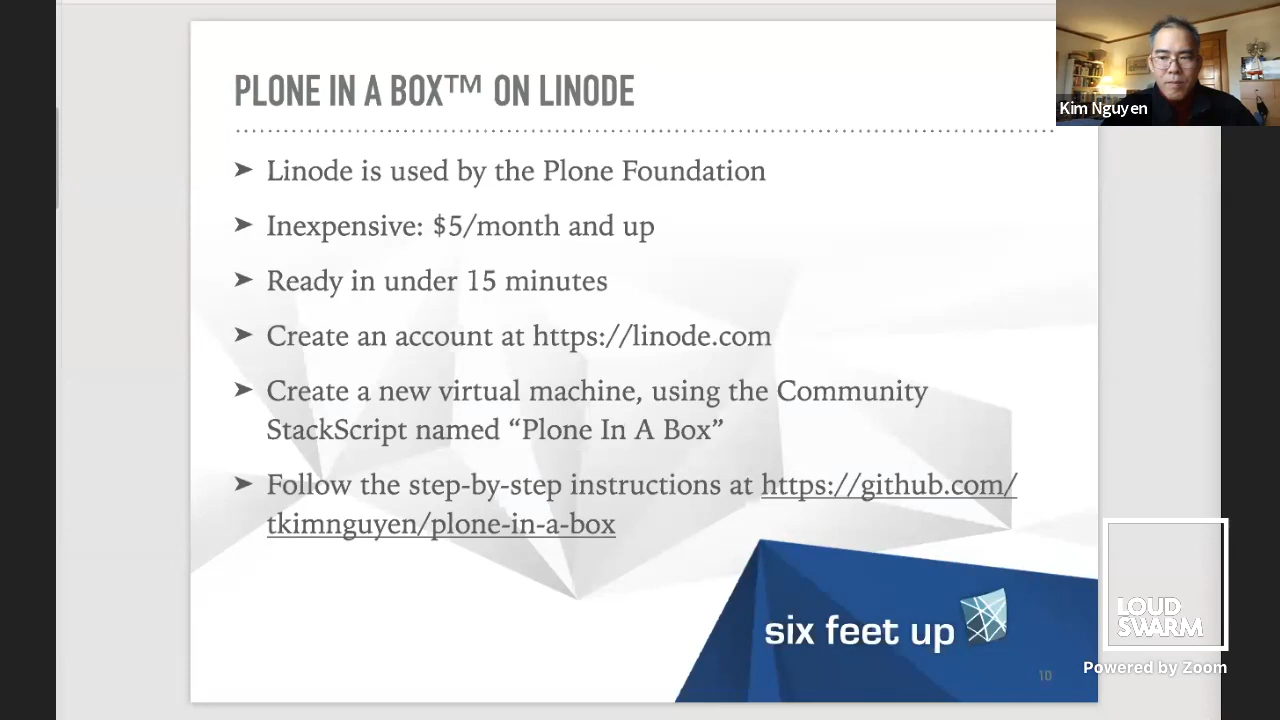 PLONE IN A BOX™ ON LINODE
➤ Linode is used by the Plone Foundation
➤ Inexpensive: $5/month and up
➤ Ready in under 15 minutes
➤ Create an account at https://linode.com
➤ Create a new virtual machine, using the Community
StackScript named “Plone In A Box”
➤ Follow the step-by-step instructions at https://github.com/
tkimnguyen/plone-in-a-box
six feet up
10
Kim Nguyen
LOUD
SWARM
Powered by Zoom